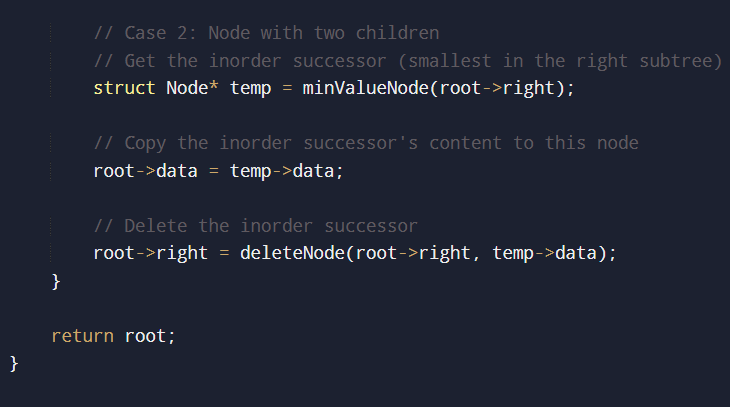 // Case 2: Node with two children
// Get the inorder successor (smallest in the right subtree)
struct Node* temp = minValueNode(root->right);
// Copy the inorder successor's content to this node
root->data = temp->data;
// Delete the inorder successor
root->right = deleteNode(root->right, temp->data);
}
return root;
}